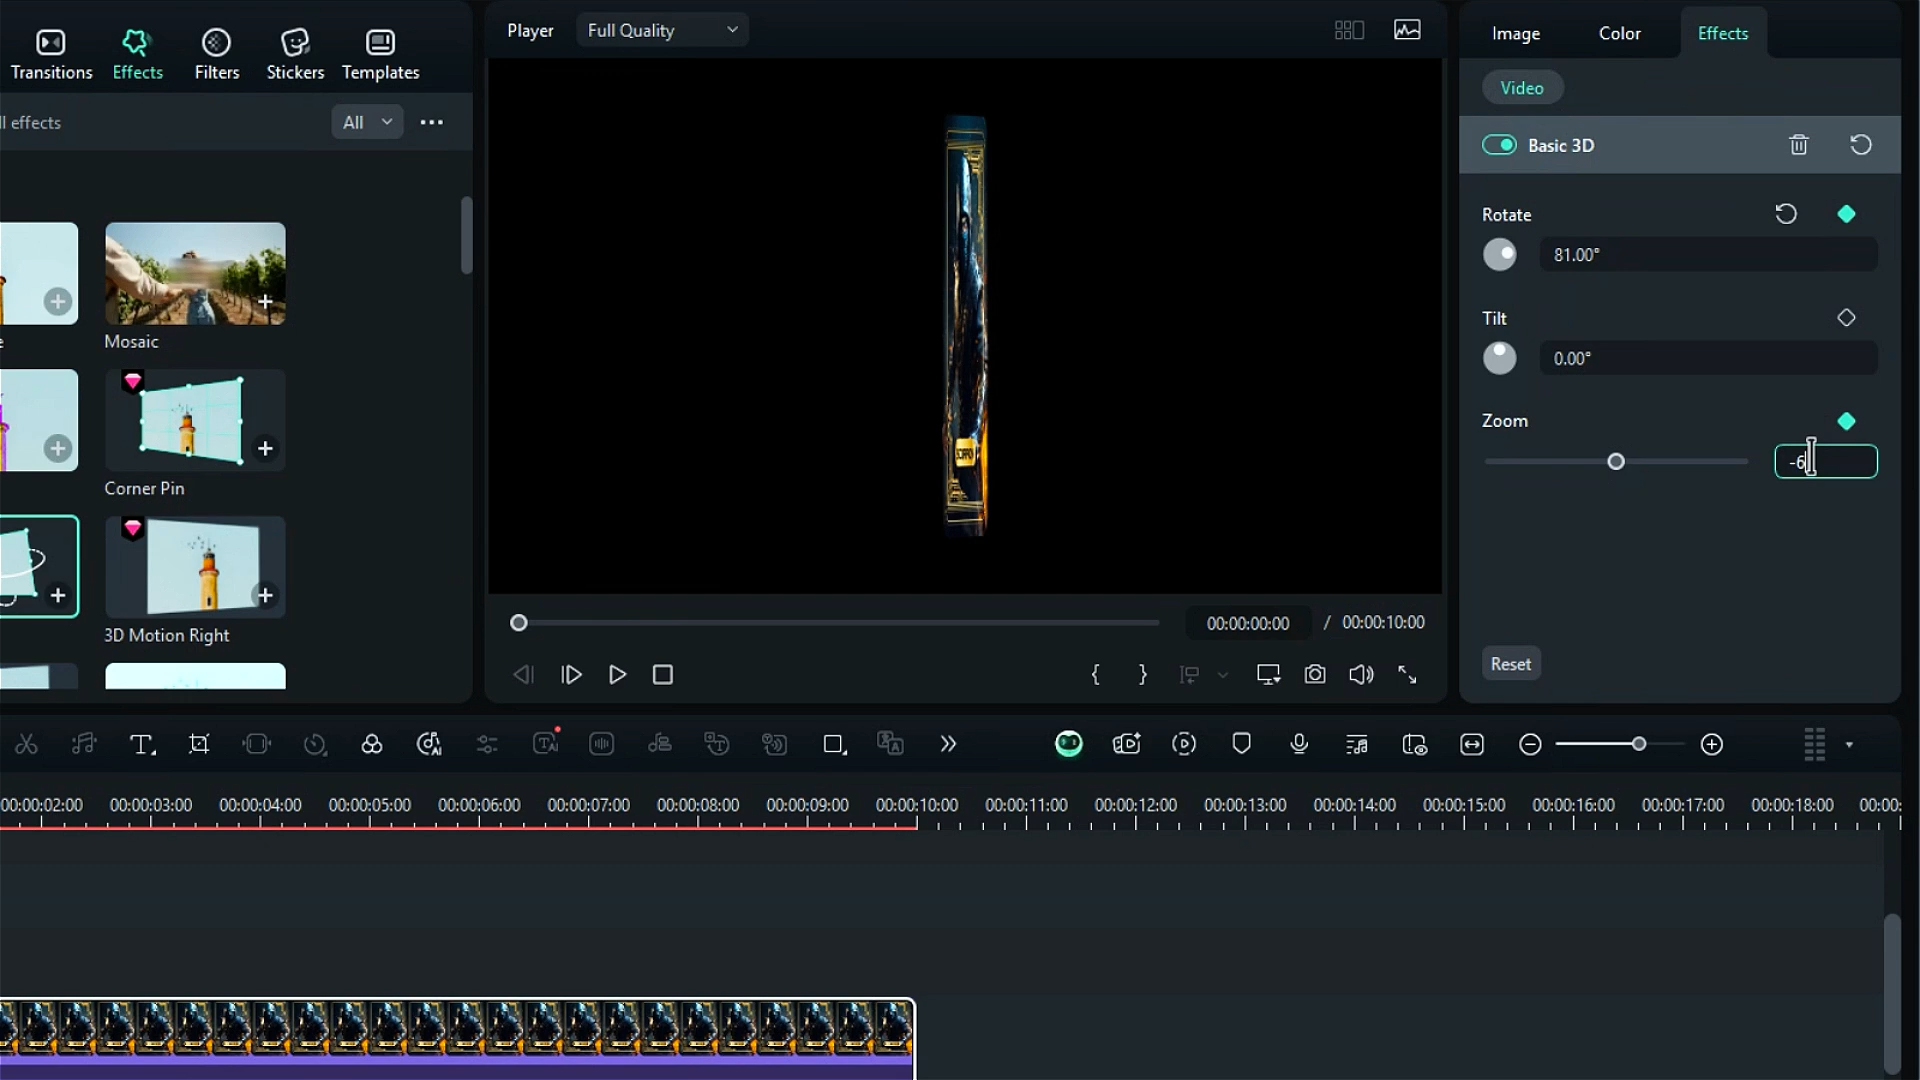 Transitions
Effects
Filters
Stickers
Templates
l effects
All
e
Mosaic
Corner Pin
3D Motion Right
Player
Full Quality
00:00:00:00
/
00:00:10:00
{ }
Image
Color
Effects
Video
Basic 3D
Rotate
81.00°
Tilt
0.00°
Zoom
-6
Reset
00:00:02:00
00:00:03:00
00:00:04:00
00:00:05:00
00:00:06:00
00:00:07:00
00:00:08:00
00:00:09:00
00:00:10:00
00:00:11:00
00:00:12:00
00:00:13:00
00:00:14:00
00:00:15:00
00:00:16:00
00:00:17:00
00:00:18:00
00:00: